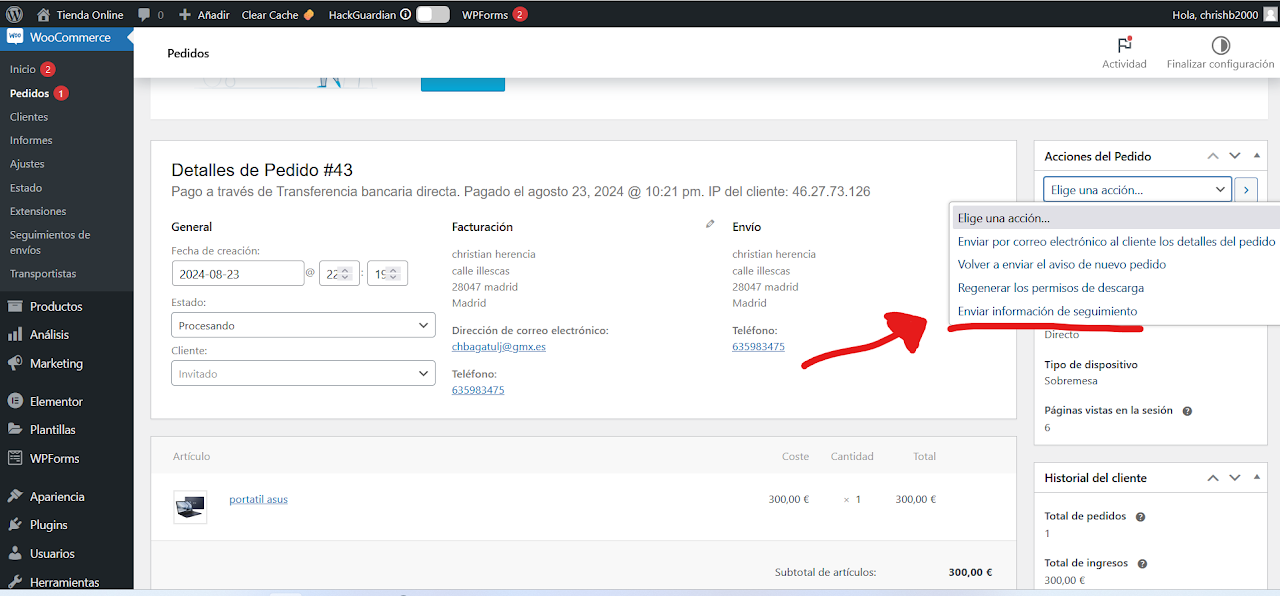 Tienda Online 0 Añadir Clear Cache HackGuardian WPForms 2 Hola, chrishb2000
WooCommerce
Inicio 2
Pedidos 1
Clientes
Informes
Ajustes
Estado
Extensiones
Seguimientos de
envíos
Transportistas
Productos
Análisis
Marketing
Elementor
Plantillas
WPForms
Apariencia
Plugins
Usuarios
Herramientas
Pedidos
Actividad
Finalizar configuración
Detalles de Pedido #43
Pago a través de Transferencia bancaria directa. Pagado el agosto 23, 2024 @ 10:21 pm. IP del cliente: 46.27.73.126
General
Fecha de creación:
2024-08-23 @ 22 : 19
Estado:
Procesando
Cliente:
Invitado
Facturación
christian herencia
calle illescas
28047 madrid
Madrid
Dirección de correo electrónico:
chbagatulj@gmx.es
Teléfono:
635983475
Envío
christian herencia
calle illescas
28047 madrid
Madrid
Teléfono:
635983475
Artículo Coste Cantidad Total
portatil asus 300,00 € × 1 300,00 €
Subtotal de artículos: 300,00 €
Acciones del Pedido
Elige una acción...
Elige una acción...
Enviar por correo electrónico al cliente los detalles del pedido
Volver a enviar el aviso de nuevo pedido
Regenerar los permisos de descarga
Enviar información de seguimiento
Directo
Tipo de dispositivo
Sobremesa
Páginas vistas en la sesión
6
Historial del cliente
Total de pedidos
1
Total de ingresos
300,00 €